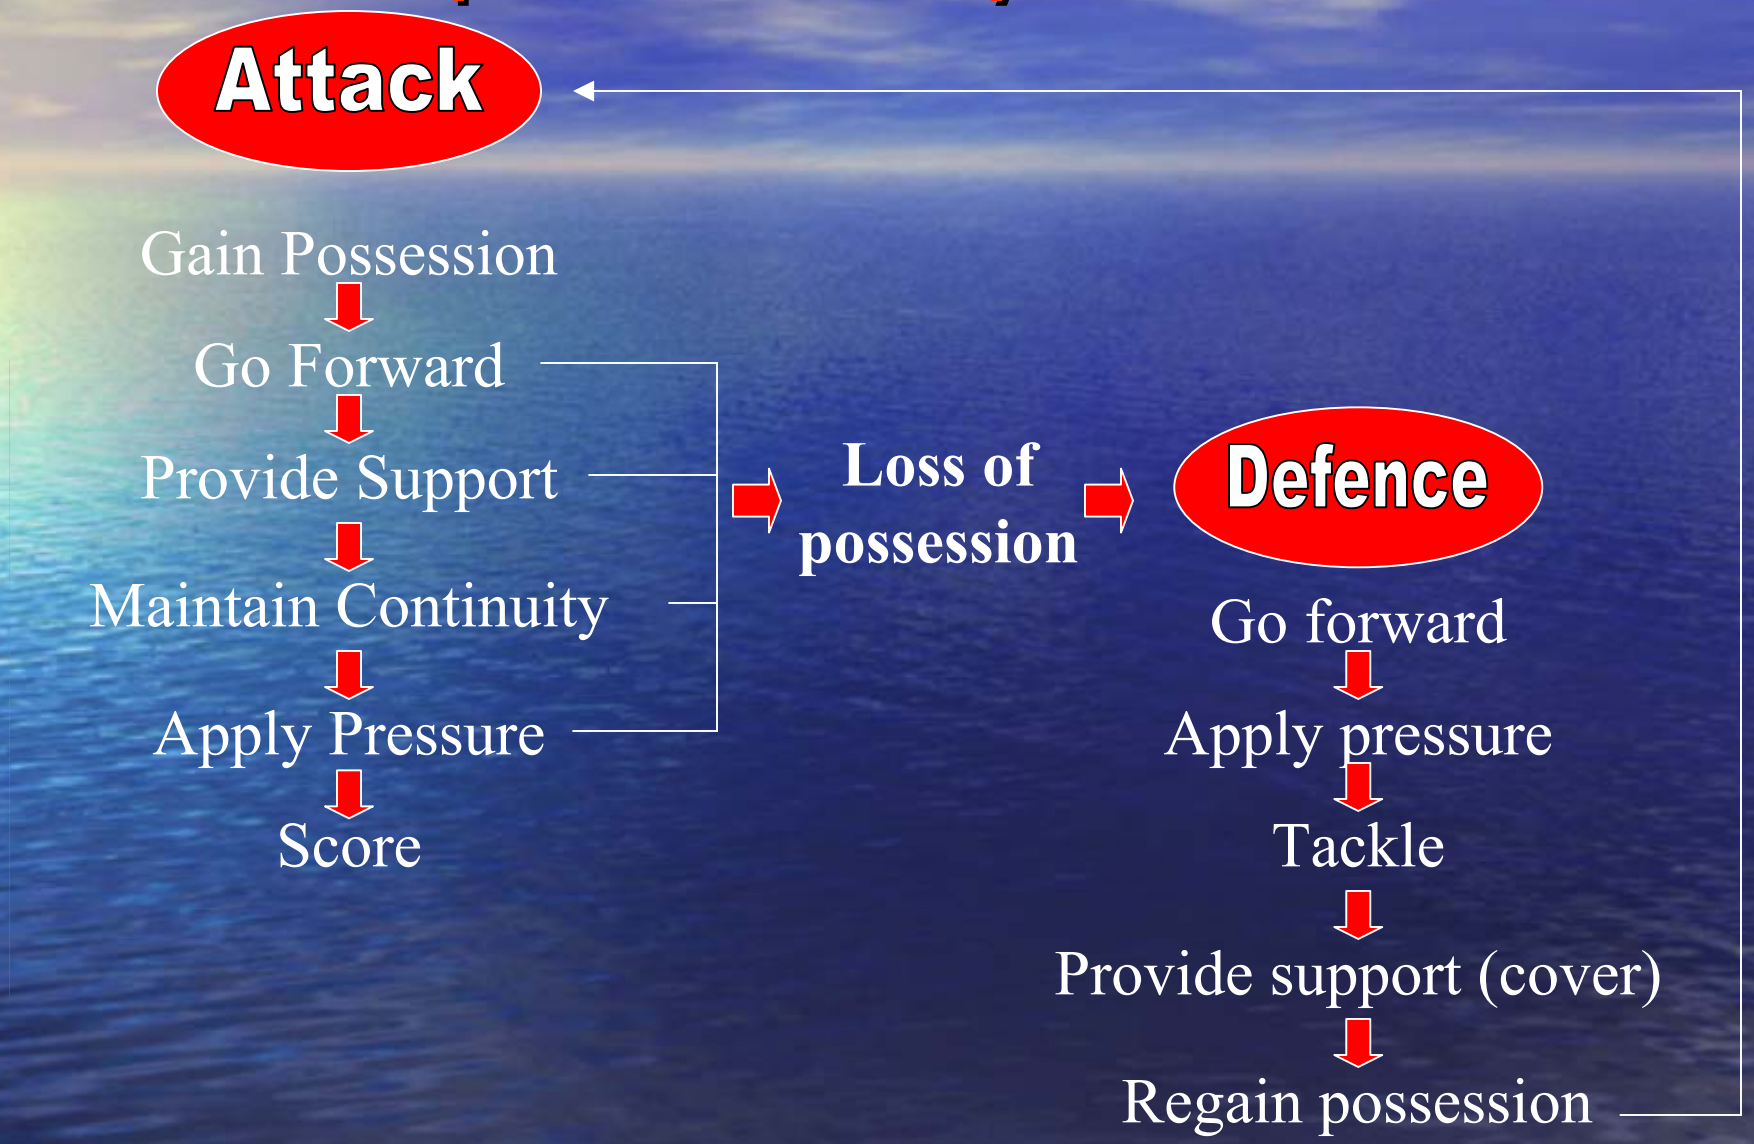 Attack
Gain Possession
Go Forward
Provide Support
Maintain Continuity
Apply Pressure
Score
Loss of
possession
Defence
Go forward
Apply pressure
Tackle
Provide support (cover)
Regain possession